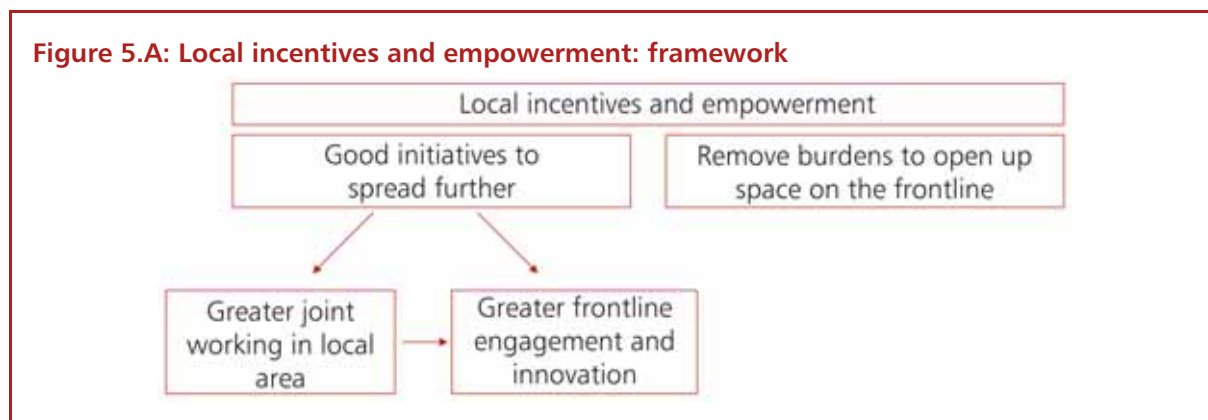 Figure 5.A: Local incentives and empowerment: framework
Local incentives and empowerment
Good initiatives to
spread further
Remove burdens to open up
space on the frontline
Greater joint
working in local
area
Greater frontline
engagement and
innovation